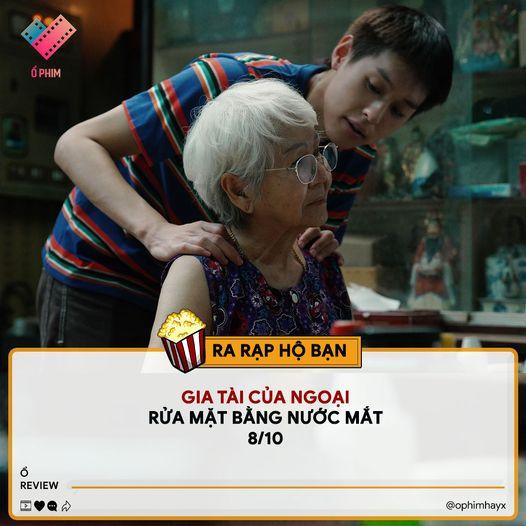 Ổ PHIM
RA RẠP HỘ BẠN
GIA TÀI CỦA NGOẠI
RỬA MẶT BẰNG NƯỚC MẮT
8/10
Ổ
REVIEW
@ophimhayx